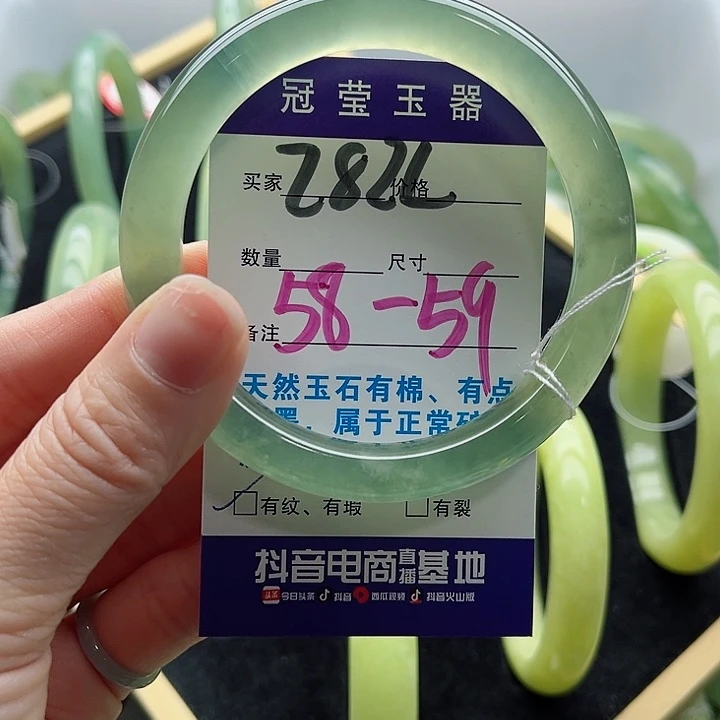 冠莹玉器
买家 282L 价格
数量 尺寸
58-59
备注
天然玉石有棉、有点
墨,属于正常矿
有纹、有瑕 有裂
抖音电商直播基地
今日头条 抖音 西瓜视频 抖音火山版